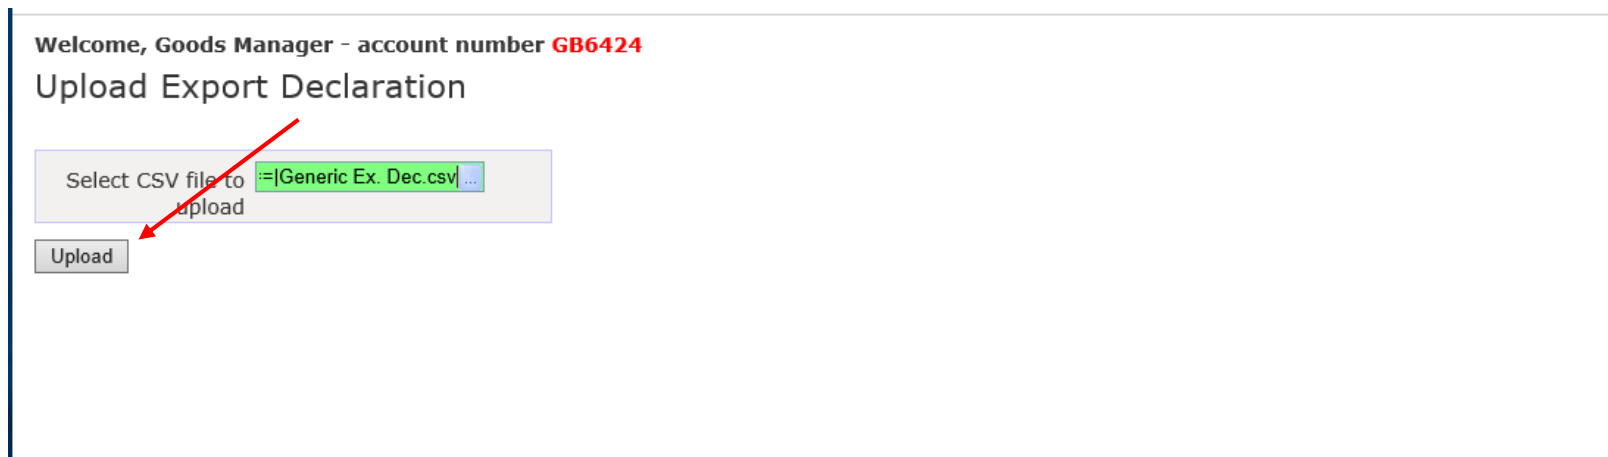 Welcome, Goods Manager - account number GB6424
Upload Export Declaration
Select CSV file to :=|Generic Ex. Dec.csv ...
upload
Upload